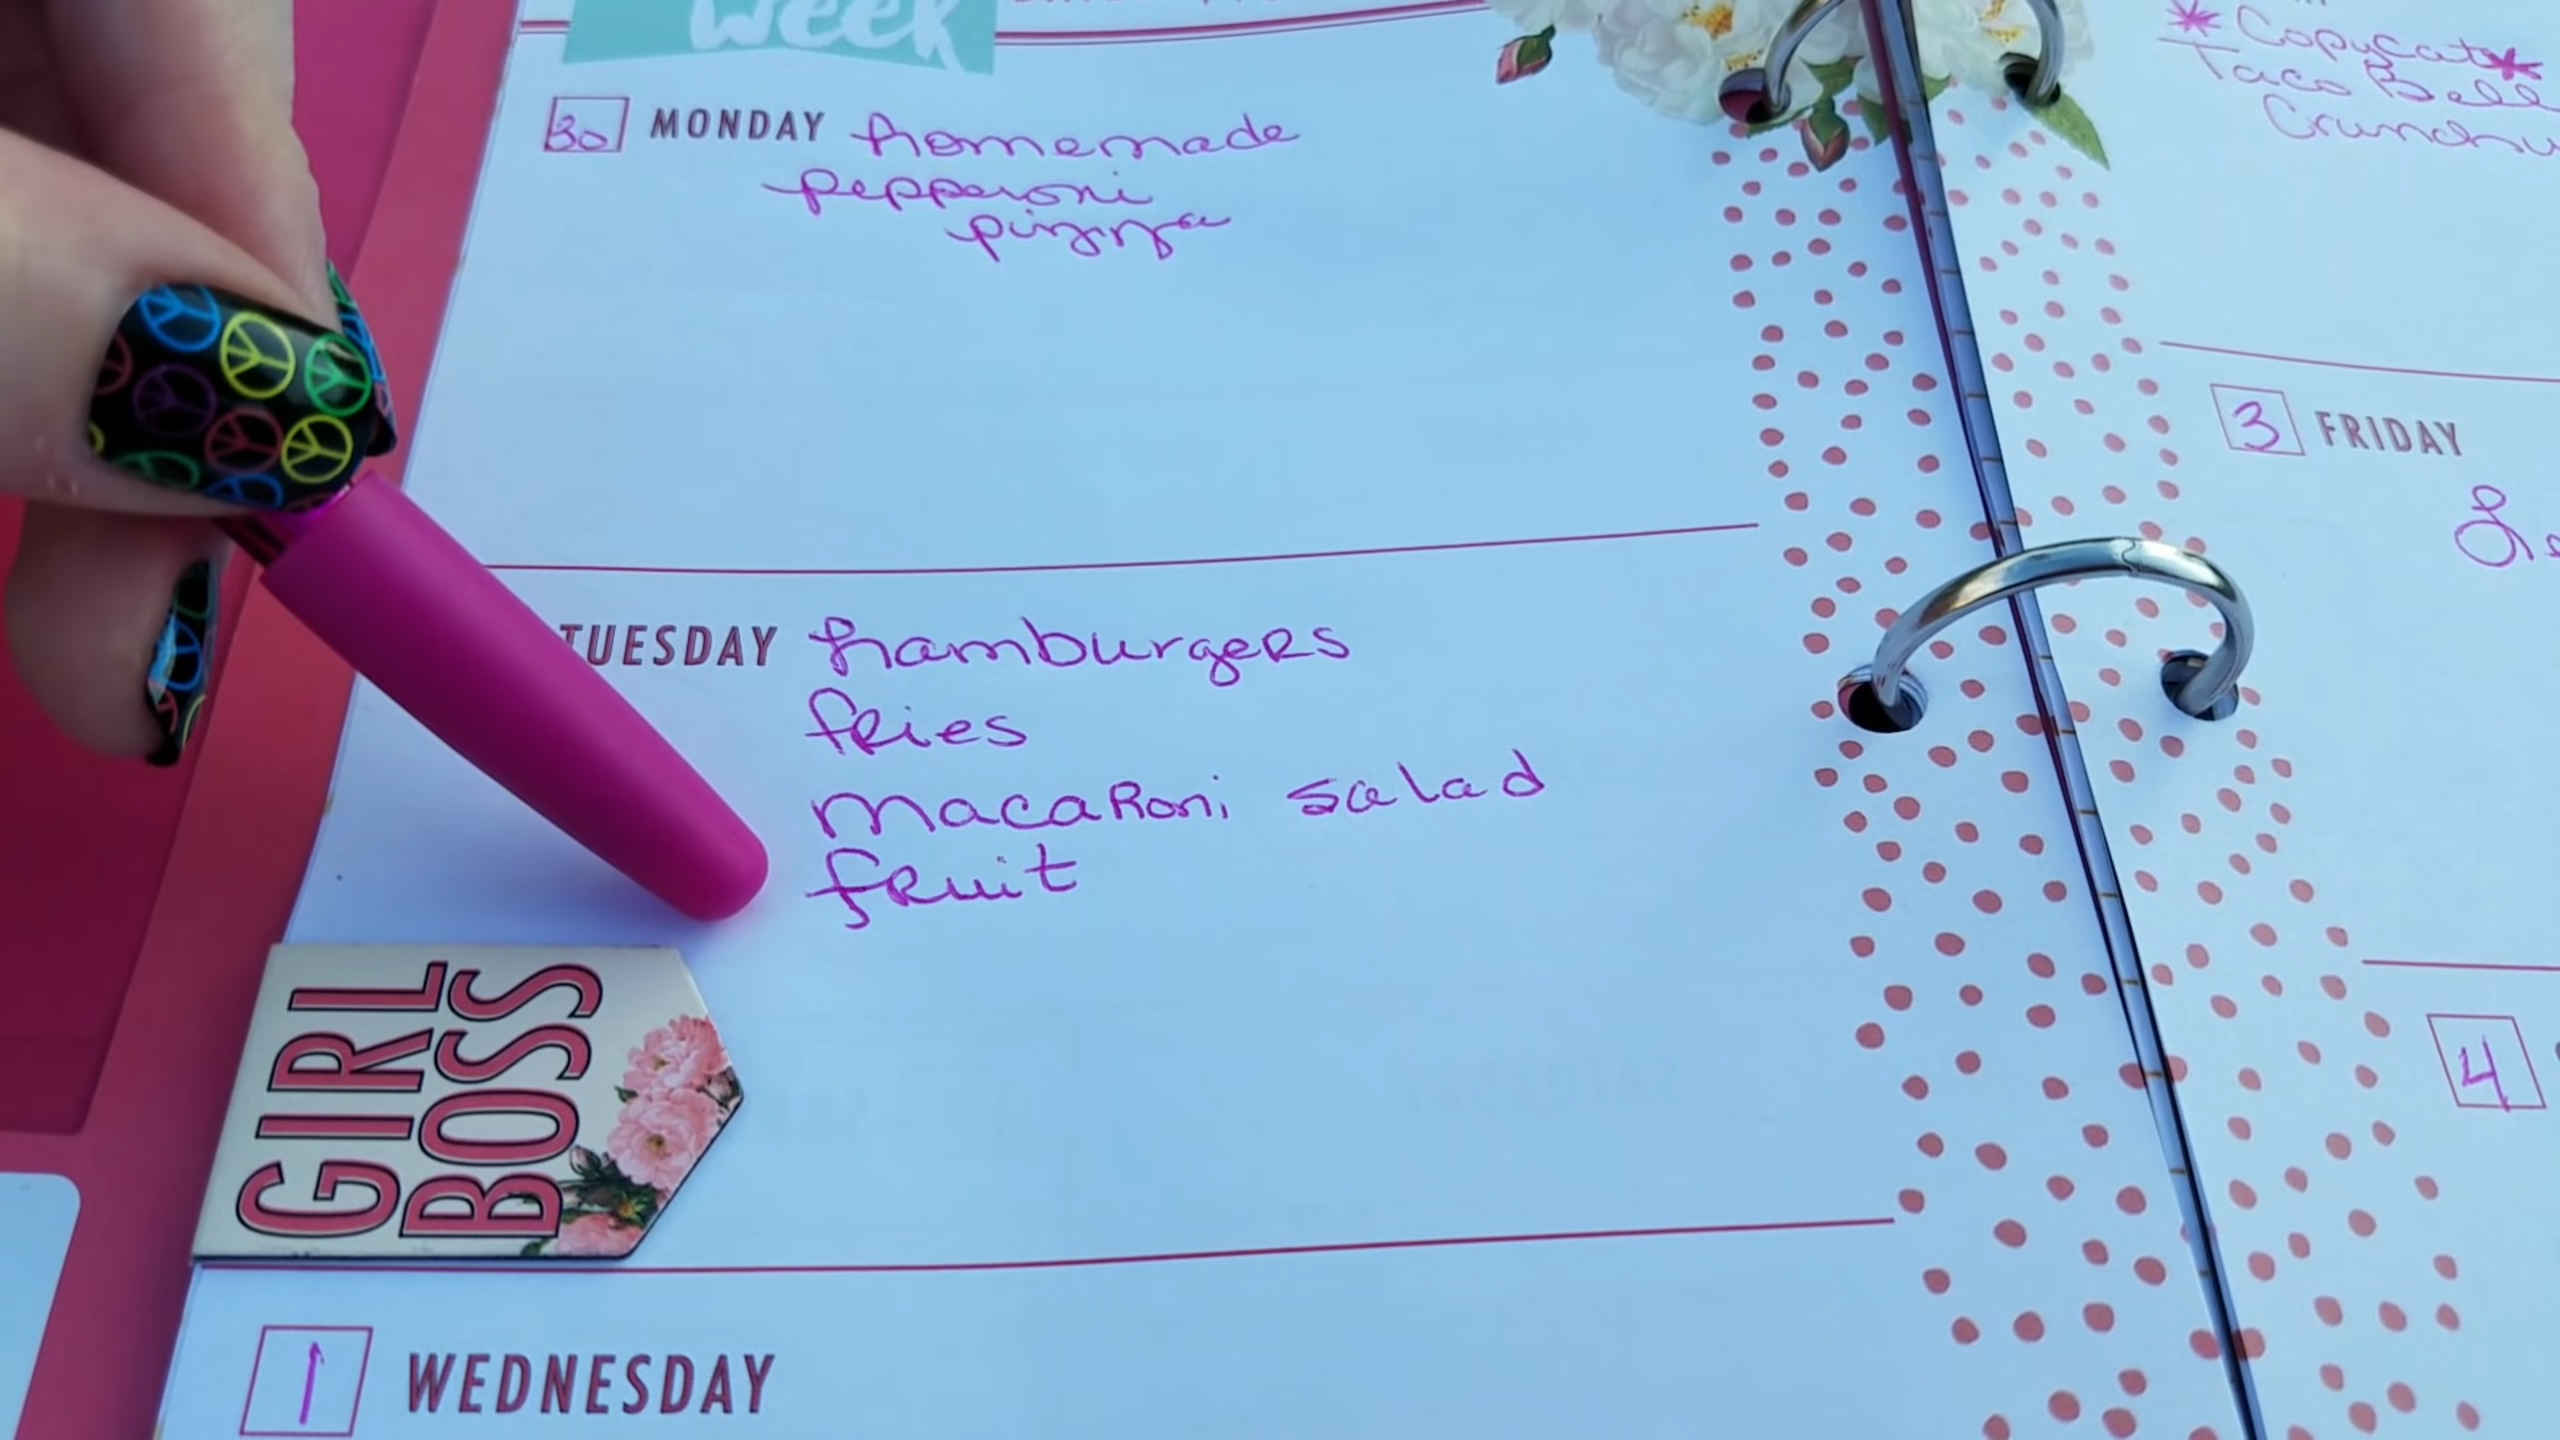 week
30 MONDAY homemade
pepperoni
pizza
TUESDAY hamburgers
fries
macaroni salad
fruit
GIRL
BOSS
1 WEDNESDAY
*Copycat*
Taco Bell
3 FRIDAY
4